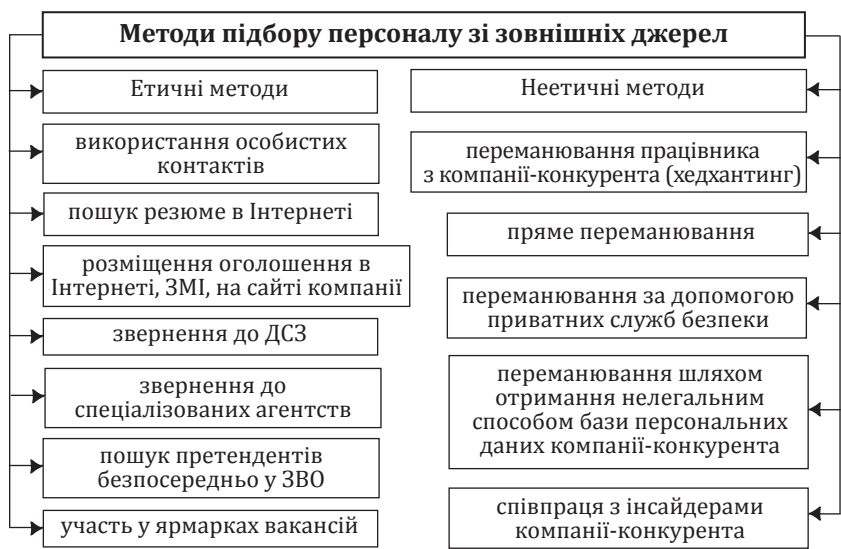 Методи підбору персоналу зі зовнішніх джерел
Етичні методи
використання особистих
контактів
пошук резюме в Інтернеті
розміщення оголошення в
Інтернеті, ЗМІ, на сайті компанії
звернення до ДСЗ
звернення до
спеціалізованих агентств
пошук претендентів
безпосередньо у ЗВО
участь у ярмарках вакансій
Неетичні методи
переманювання працівника
з компанії-конкурента (хедхантинг)
пряме переманювання
переманювання за допомогою
приватних служб безпеки
переманювання шляхом
отримання нелегальним
способом бази персональних
даних компанії-конкурента
співпраця з інсайдерами
компанії-конкурента